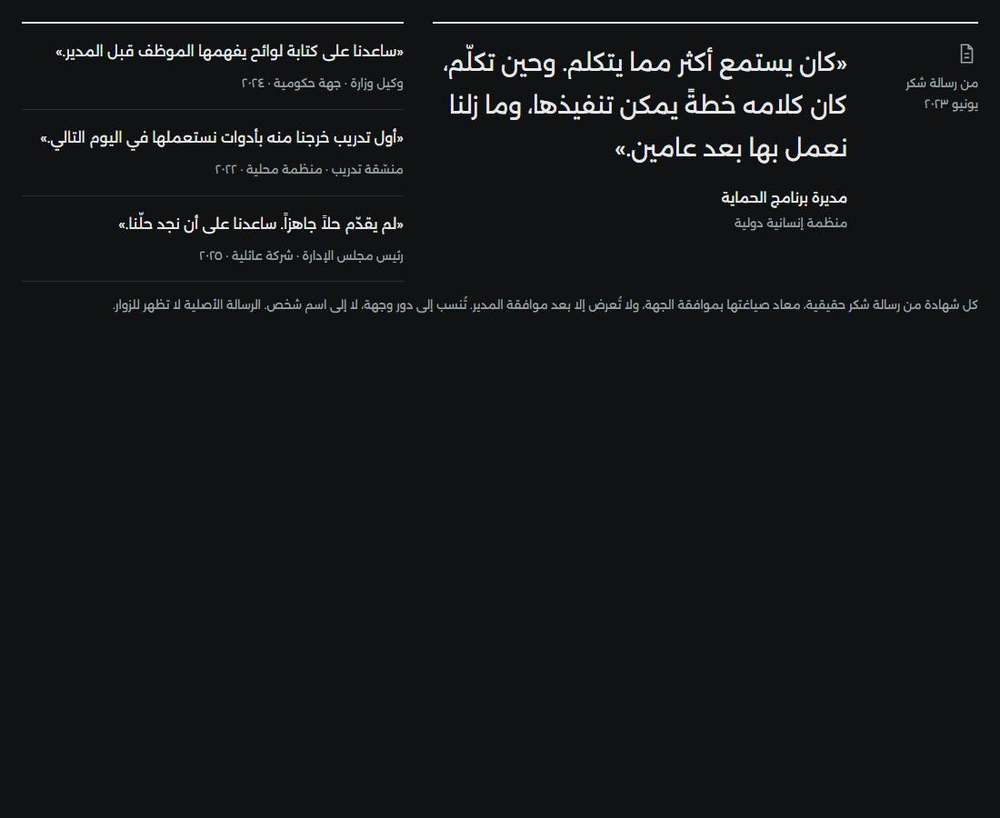 من رسالة شكر
يونيو ٢٠٢٣
«كان يستمع أكثر مما يتكلم. وحين تكلّم،
كان كلامه خطةً يمكن تنفيذها، وما زلنا
نعمل بها بعد عامين.»
مديرة برنامج الحماية
منظمة إنسانية دولية
«ساعدنا على كتابة لوائح يفهمها الموظف قبل المدير.»
وكيل وزارة · جهة حكومية · ٢٠٢٤
«أول تدريب خرجنا منه بأدوات نستعملها في اليوم التالي.»
منسّقة تدريب · منظمة محلية · ٢٠٢٢
«لم يقدّم حلاً جاهزاً. ساعدنا على أن نجد حلّنا.»
رئيس مجلس الإدارة · شركة عائلية · ٢٠٢٥
كل شهادة من رسالة شكر حقيقية، معاد صياغتها بموافقة الجهة، ولا تُعرض إلا بعد موافقة المدير. تُنسب إلى دور وجهة، لا إلى اسم شخص. الرسالة الأصلية لا تظهر للزوار.